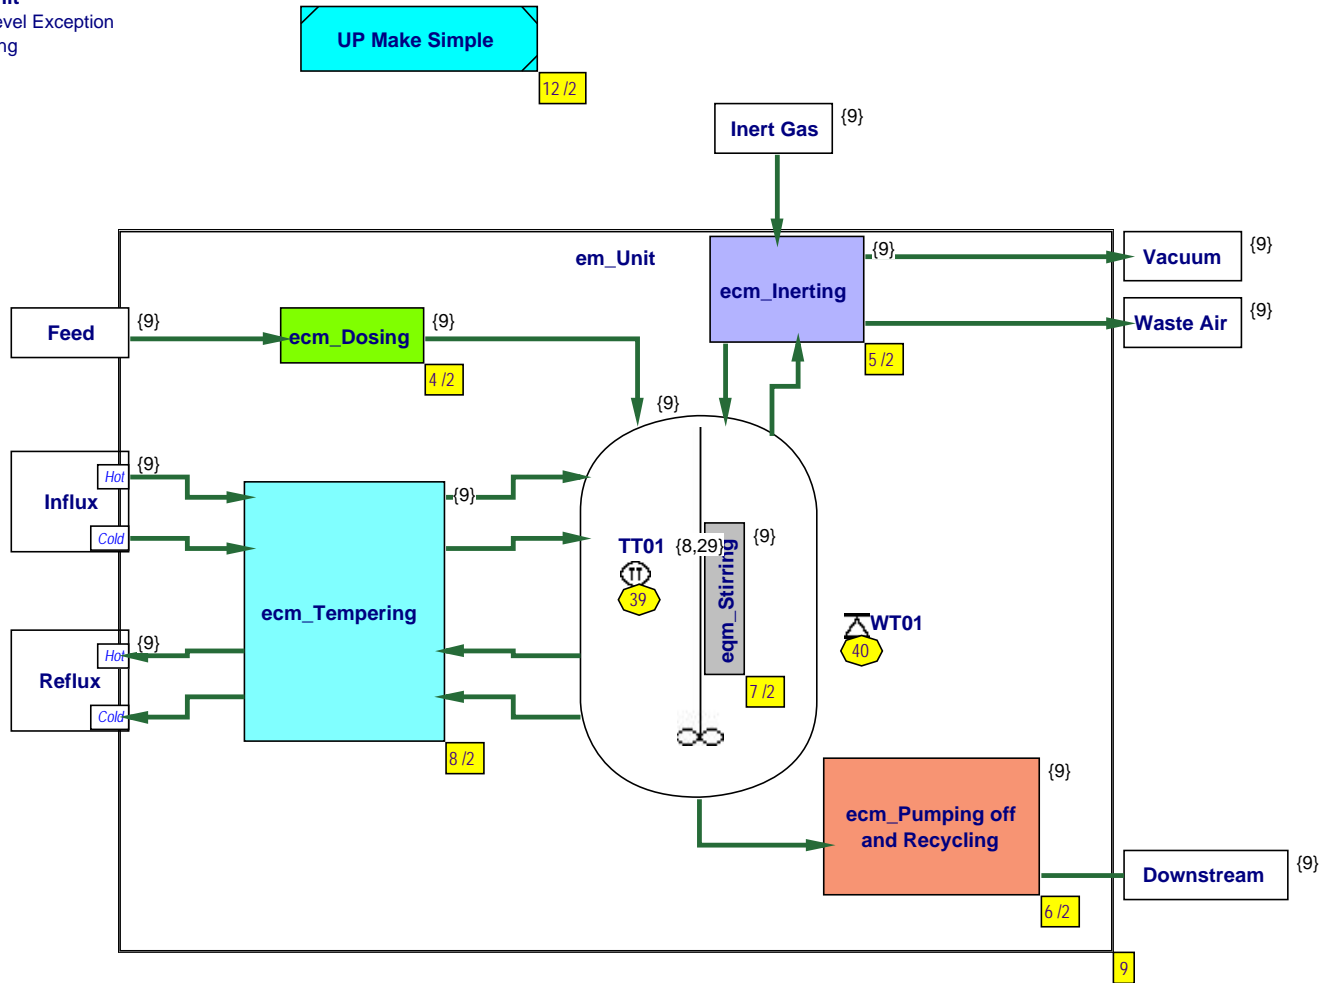 evel Exception
UP Make Simple
12 /2
Inert Gas
{9}
em_Unit
ecm_Inerting
{9}
5 /2
Vacuum
{9}
Waste Air
{9}
Feed
{9}
ecm_Dosing
{9}
4 /2
{9}
Influx
Hot
{9}
Cold
ecm_Tempering
{9}
8 /2
Reflux
Hot
{9}
Cold
TT01
TT
39
{8,29}
eqm_Stirring
{9}
7 /2
WT01
40
ecm_Pumping off
and Recycling
{9}
6 /2
Downstream
{9}
9